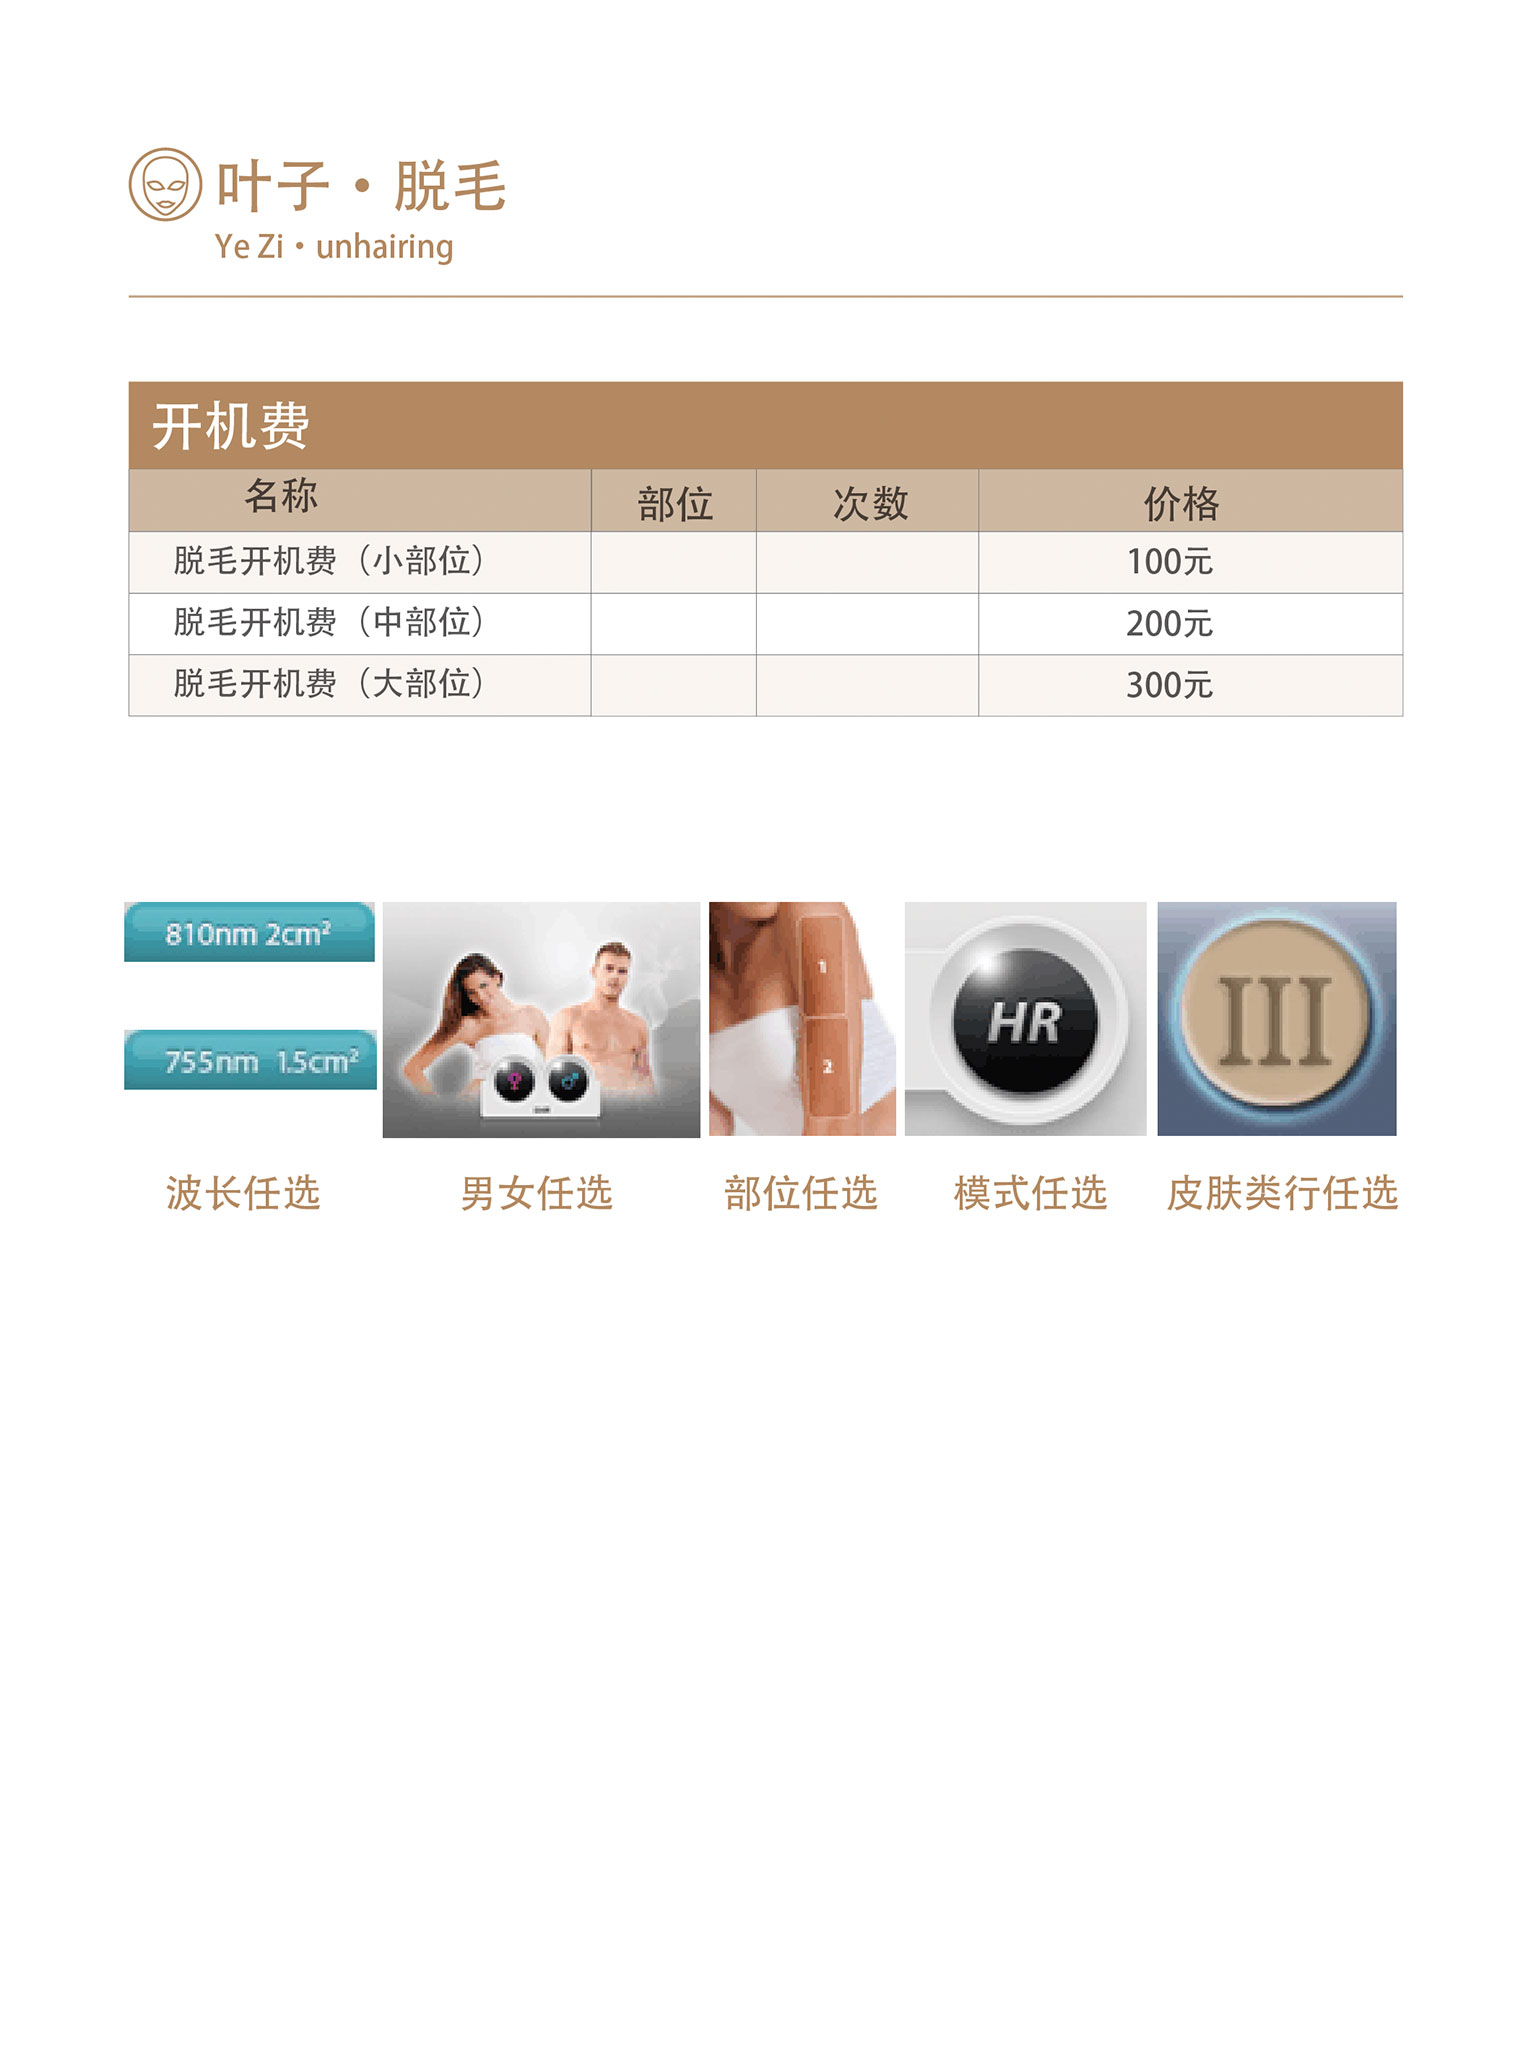 叶子·脱毛
Ye Zi·unhairing
开机费
名称 部位 次数 价格
脱毛开机费（小部位） 100元
脱毛开机费（中部位） 200元
脱毛开机费（大部位） 300元
810nm 2cm²
755nm 1.5cm²
1
2
HR
III
波长任选 男女任选 部位任选 模式任选 皮肤类行任选